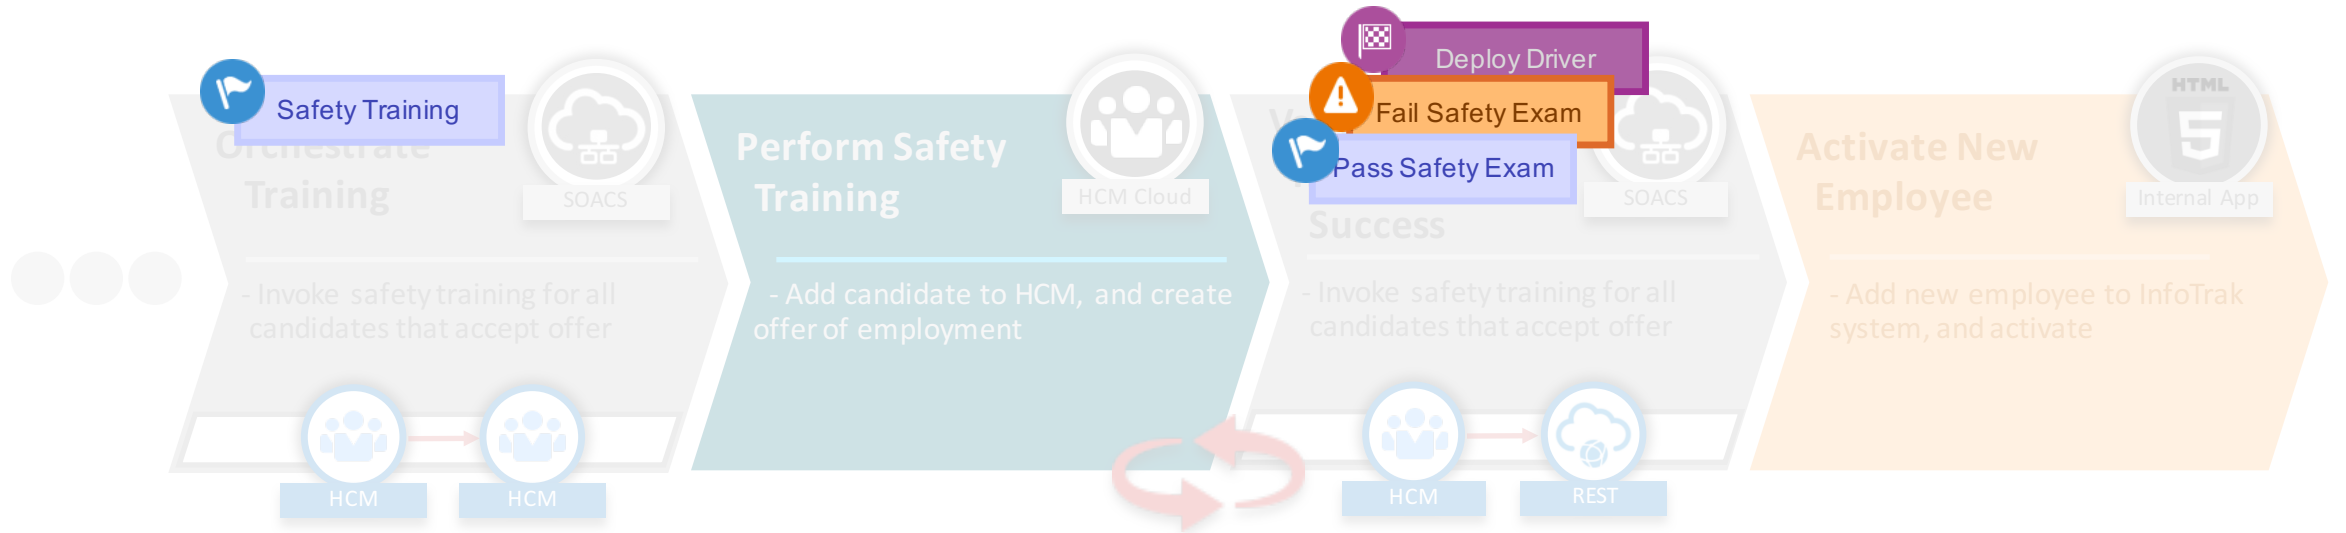 Safety Training
Orchestrate
Training
SOACS
- Invoke safety training for all
candidates that accept offer
HCM
HCM
Perform Safety
Training
HCM Cloud
- Add candidate to HCM, and create
offer of employment
Deploy Driver
Fail Safety Exam
Pass Safety Exam
Success
SOACS
- Invoke safety training for all
candidates that accept offer
HCM
REST
Activate New
Employee
HTML
5
Internal App
- Add new employee to InfoTrak
system, and activate